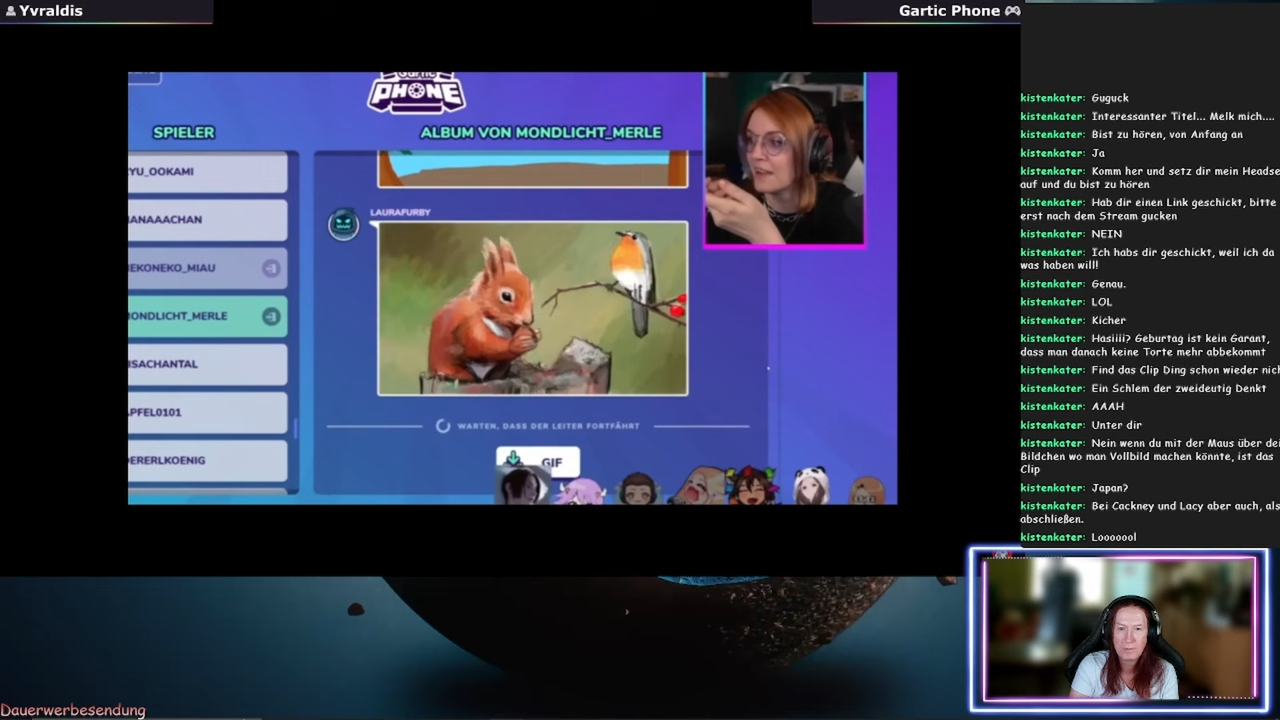 Yvraldis
Gartic Phone
Gartic
PHONE
SPIELER
ALBUM VON MONDLICHT_MERLE
YU_OOKAMI
ANAAACHAN
EKONEKO_MIAU
MONDLICHT_MERLE
ISACHANTAL
APFEL0101
DERERLKOENIG
LAURAFURBY
WARTEN, DASS DER LEITER FORTFÄHRT
GIF
kistenkater: Guguck
kistenkater: Interessanter Titel... Melk mich....
kistenkater: Bist zu hören, von Anfang an
kistenkater: Ja
kistenkater: Komm her und setz dir mein Headse
auf und du bist zu hören
kistenkater: Hab dir einen Link geschickt, bitte
erst nach dem Stream gucken
kistenkater: NEIN
kistenkater: Ich habs dir geschickt, weil ich da
was haben will!
kistenkater: Genau.
kistenkater: LOL
kistenkater: Kicher
kistenkater: Hasiiii? Geburtag ist kein Garant,
dass man danach keine Torte mehr abbekommt
kistenkater: Find das Clip Ding schon wieder nich
kistenkater: Ein Schlem der zweideutig Denkt
kistenkater: AAAH
kistenkater: Unter dir
kistenkater: Nein wenn du mit der Maus über de
Bildchen wo man Vollbild machen könnte, ist das
Clip
kistenkater: Japan?
kistenkater: Bei Cackney und Lacy aber auch, als
abschließen.
kistenkater: Looooool
Dauerwerbesendung